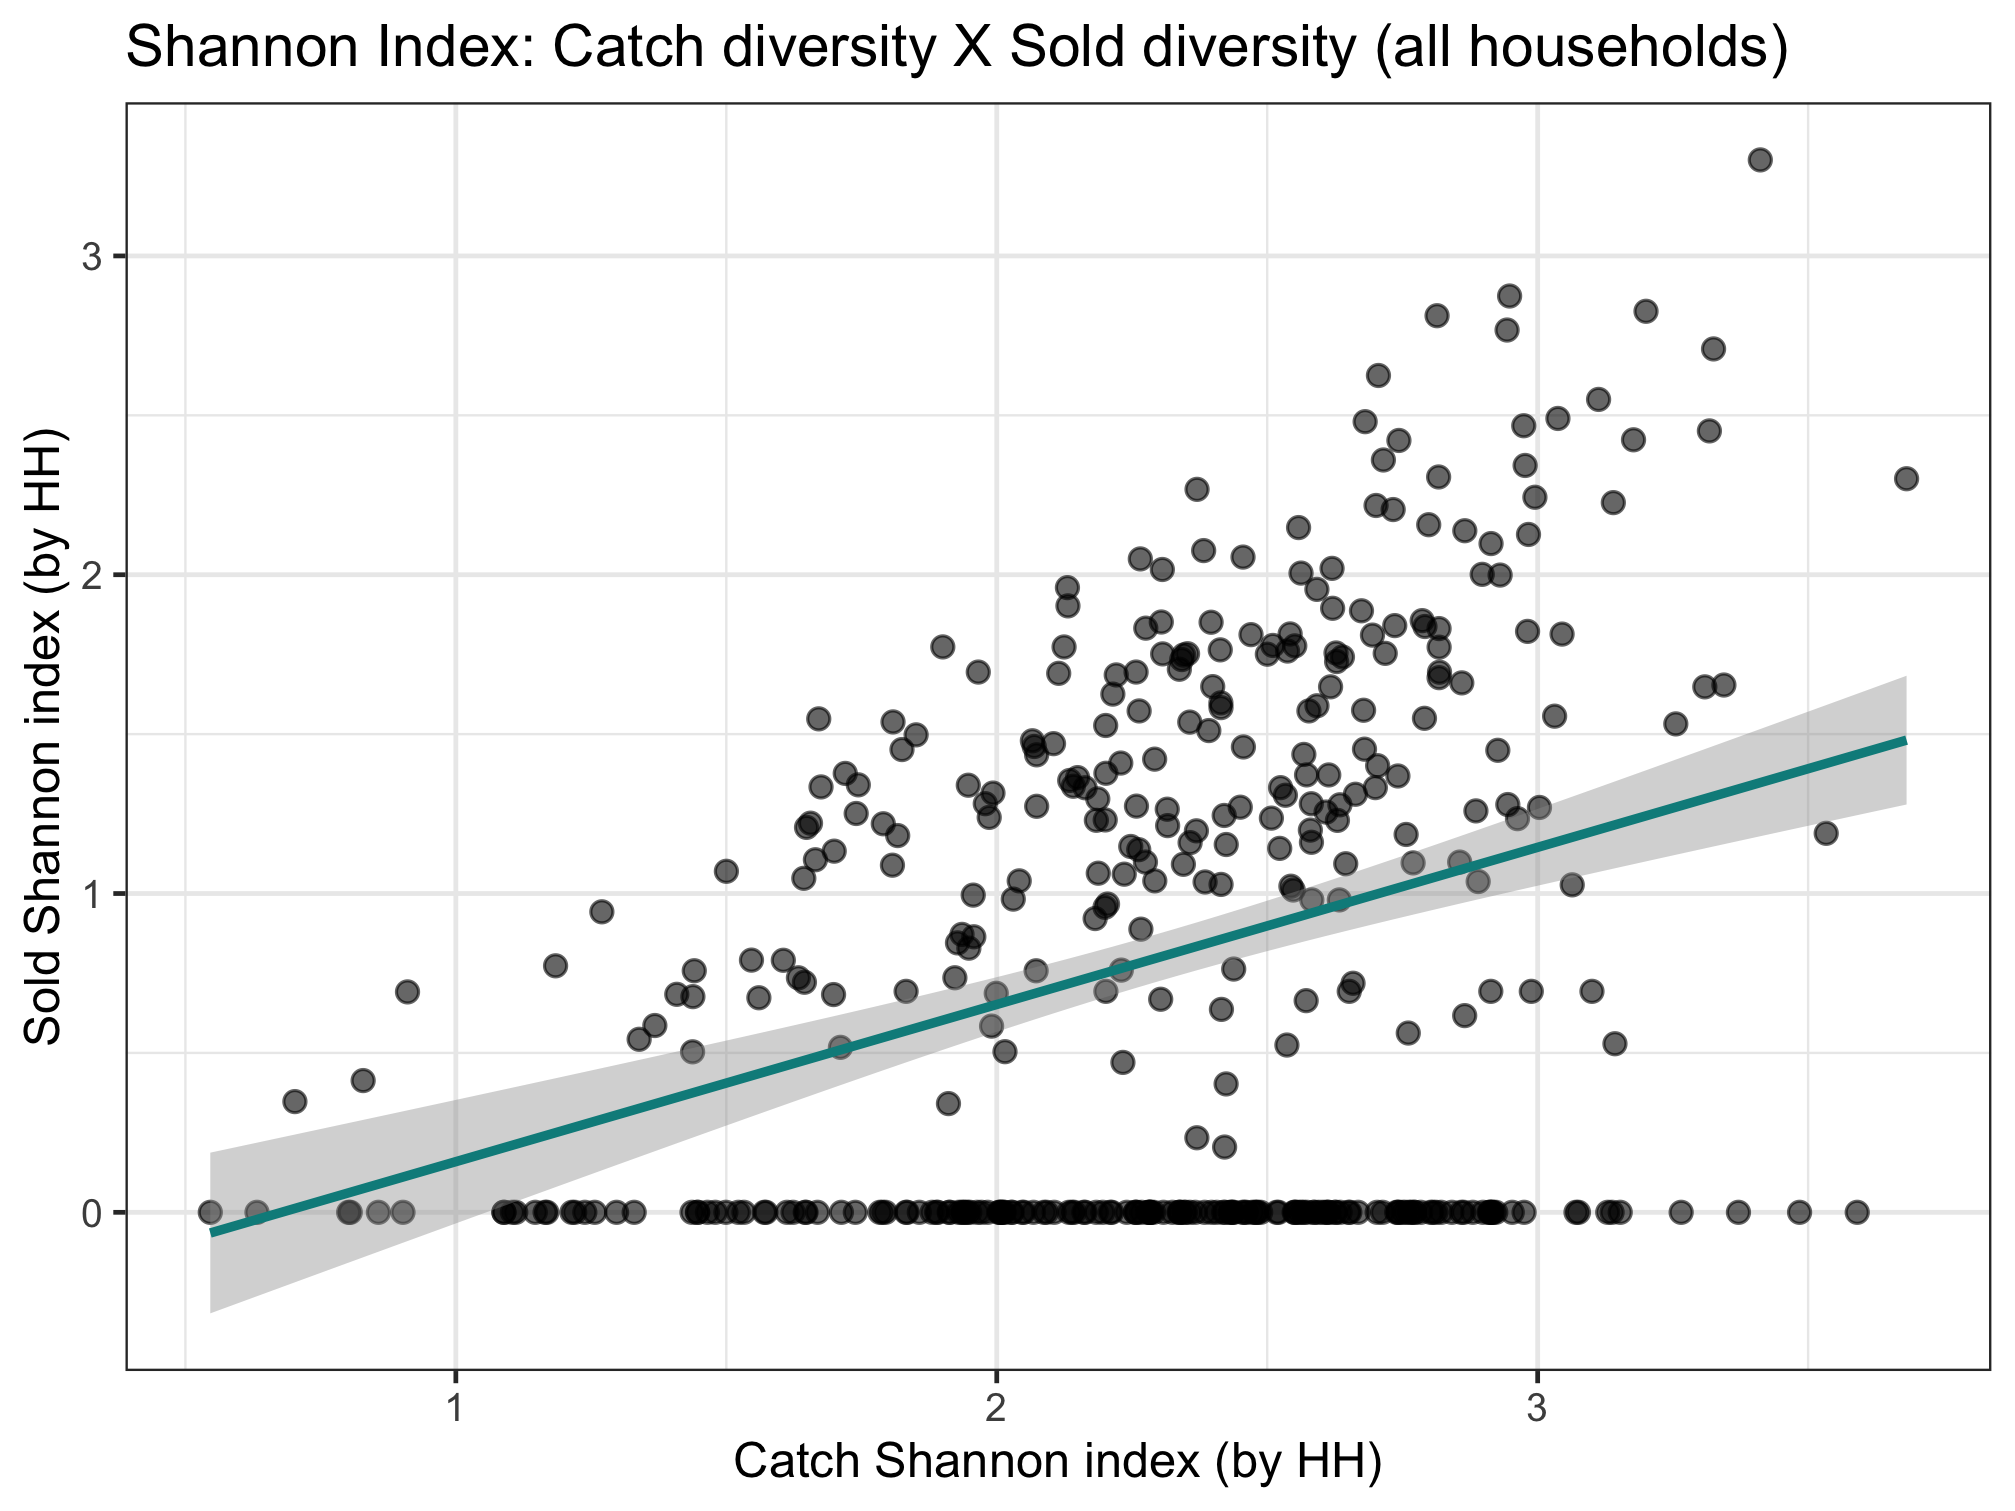 Shannon Index: Catch diversity X Sold diversity (all households)
Sold Shannon index (by HH)
3
2
1
0
1
2
3
Catch Shannon index (by HH)